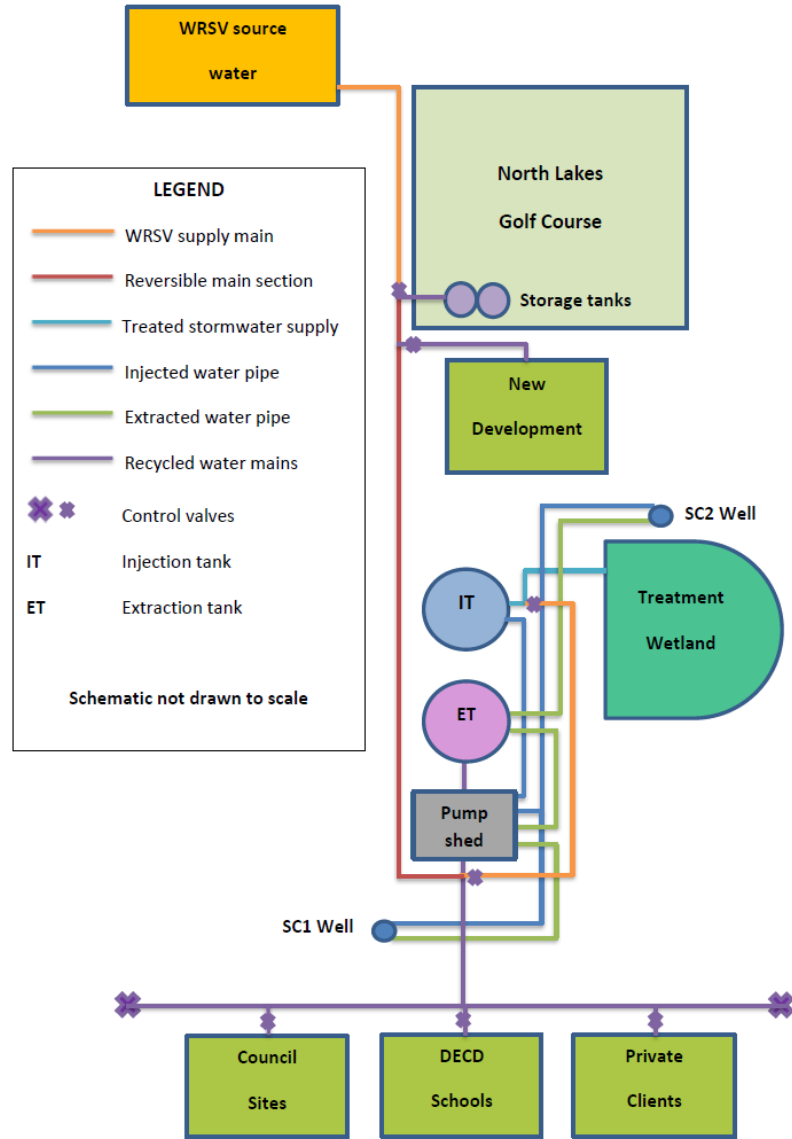 WRSV source
water
North Lakes
Golf Course
Storage tanks
LEGEND
WRSV supply main
Reversible main section
Treated stormwater supply
Injected water pipe
Extracted water pipe
Recycled water mains
Control valves
IT Injection tank
ET Extraction tank
Schematic not drawn to scale
New
Development
SC2 Well
IT
Treatment
Wetland
ET
Pump
shed
SC1 Well
Council
Sites
DECD
Schools
Private
Clients